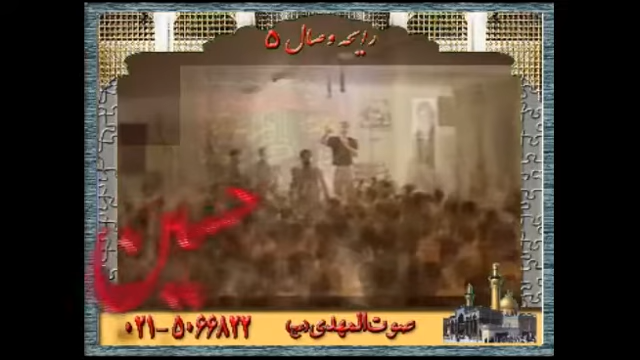 رایحه وصال ۵
حسین
صوت المهدی (عج)
۰۲۱-۵۰۶۶۸۲۲